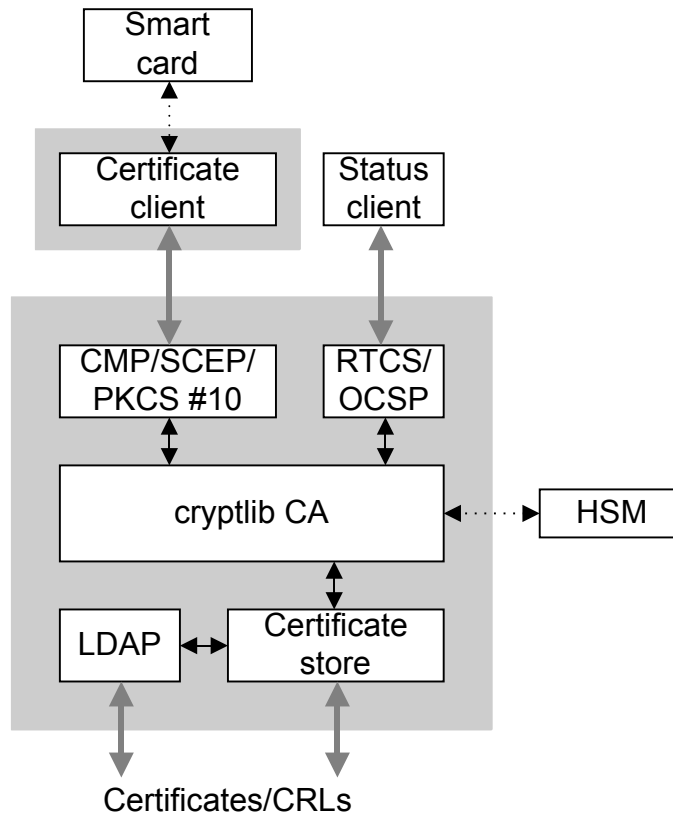 Smart
card
Certificate
client
Status
client
CMP/SCEP/
PKCS #10
RTCS/
OCSP
cryptlib CA
HSM
LDAP
Certificate
store
Certificates/CRLs